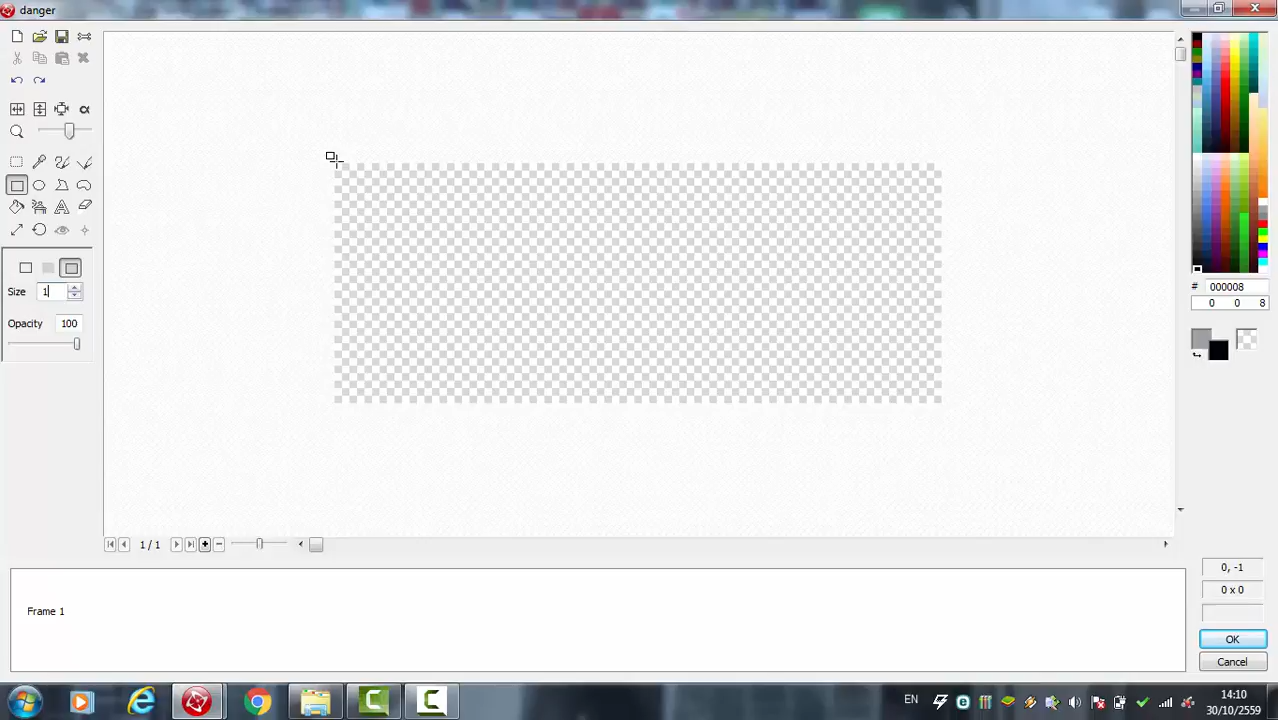 danger
Size 1
Opacity 100
# 000008
0 0 8
1 / 1
Frame 1
0, -1
0 x 0
OK
Cancel
EN
14:10
30/10/2559